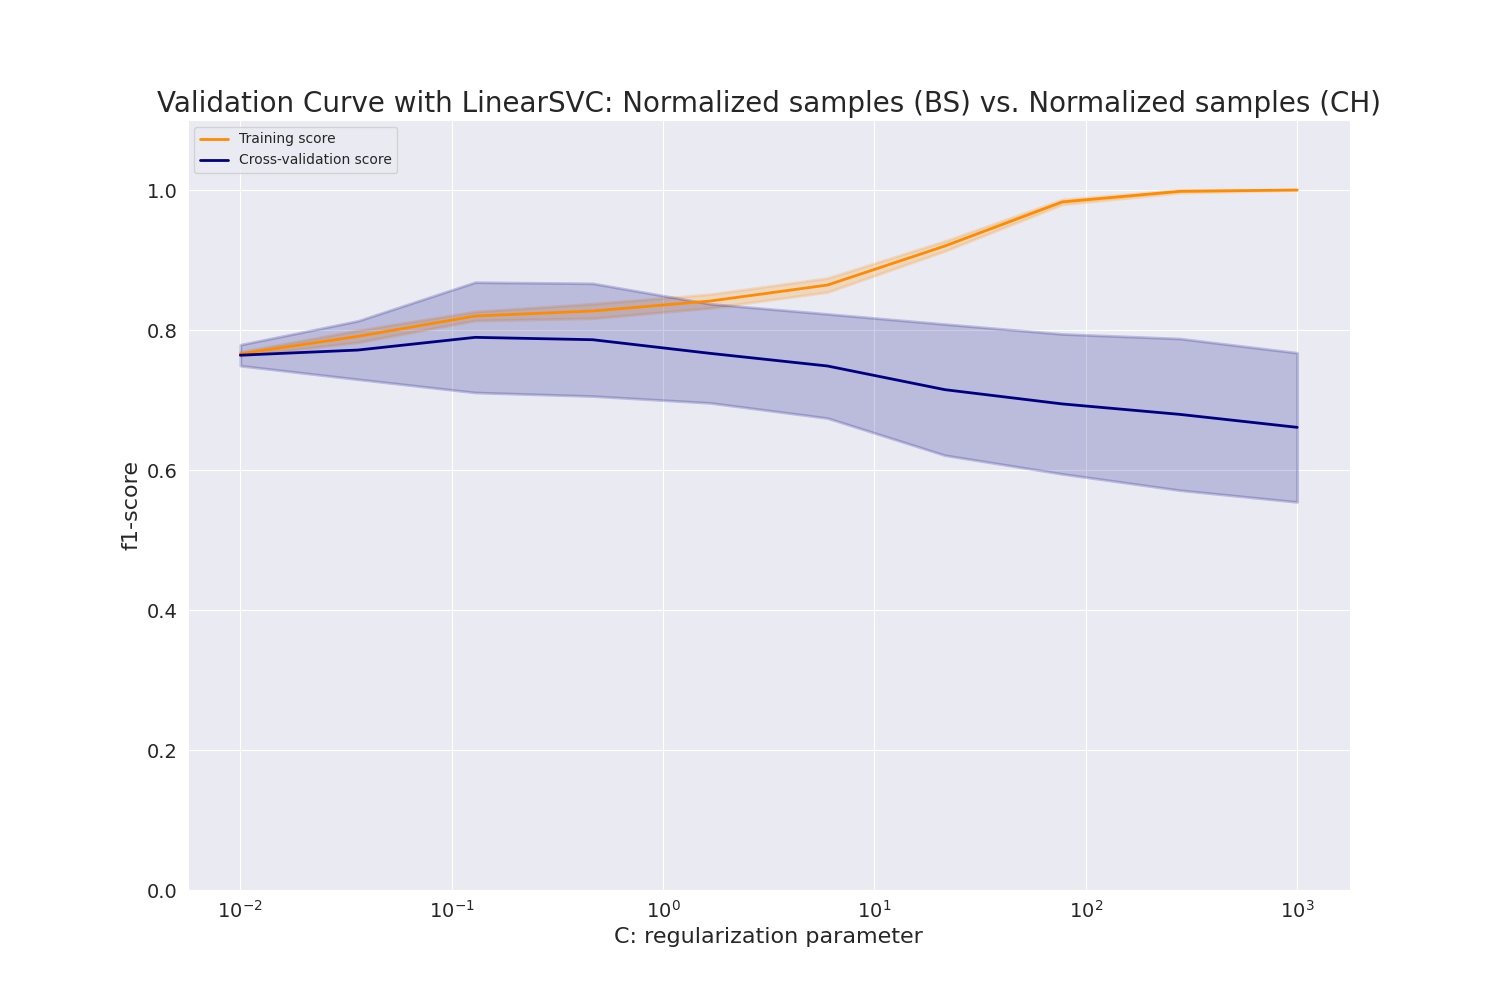 Validation Curve with LinearSVC: Normalized samples (BS) vs. Normalized samples (CH)
Training score
Cross-validation score
1.0
0.8
0.6
0.4
0.2
0.0
f1-score
10⁻² 10⁻¹ 10⁰ 10¹ 10² 10³
C: regularization parameter